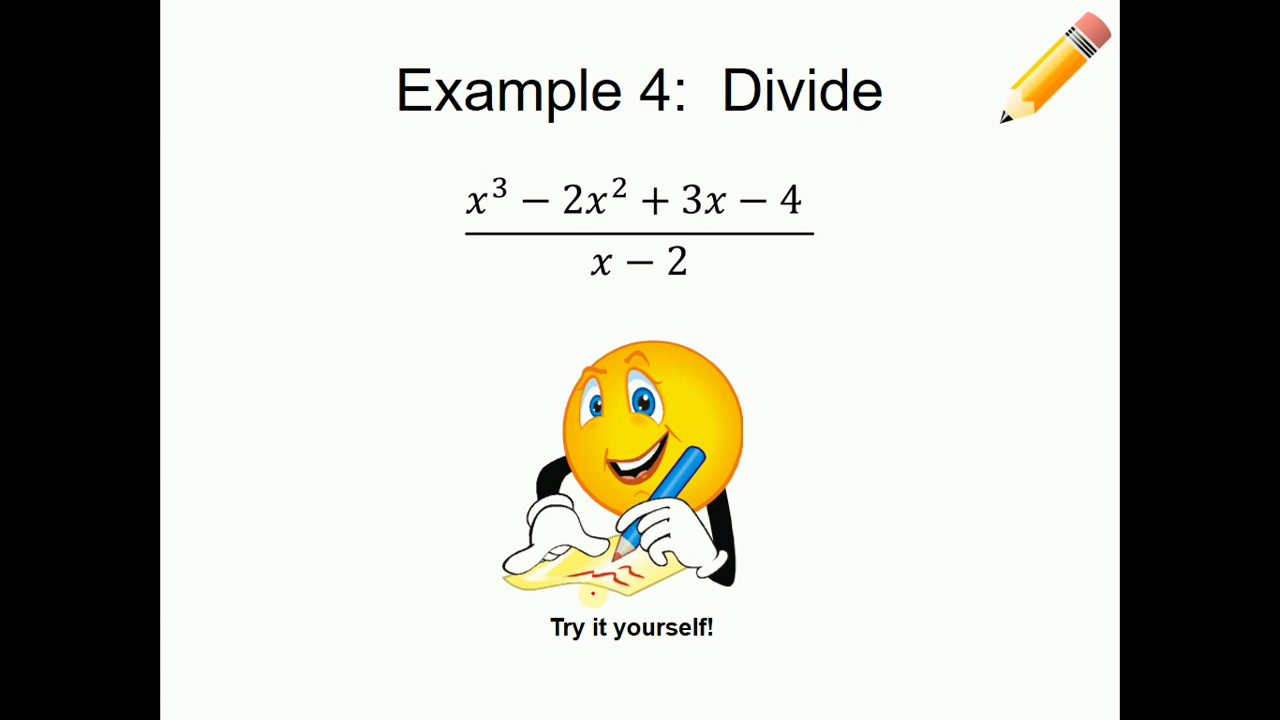 Example 4:  Divide
x³ − 2x² + 3x − 4
x − 2
Try it yourself!